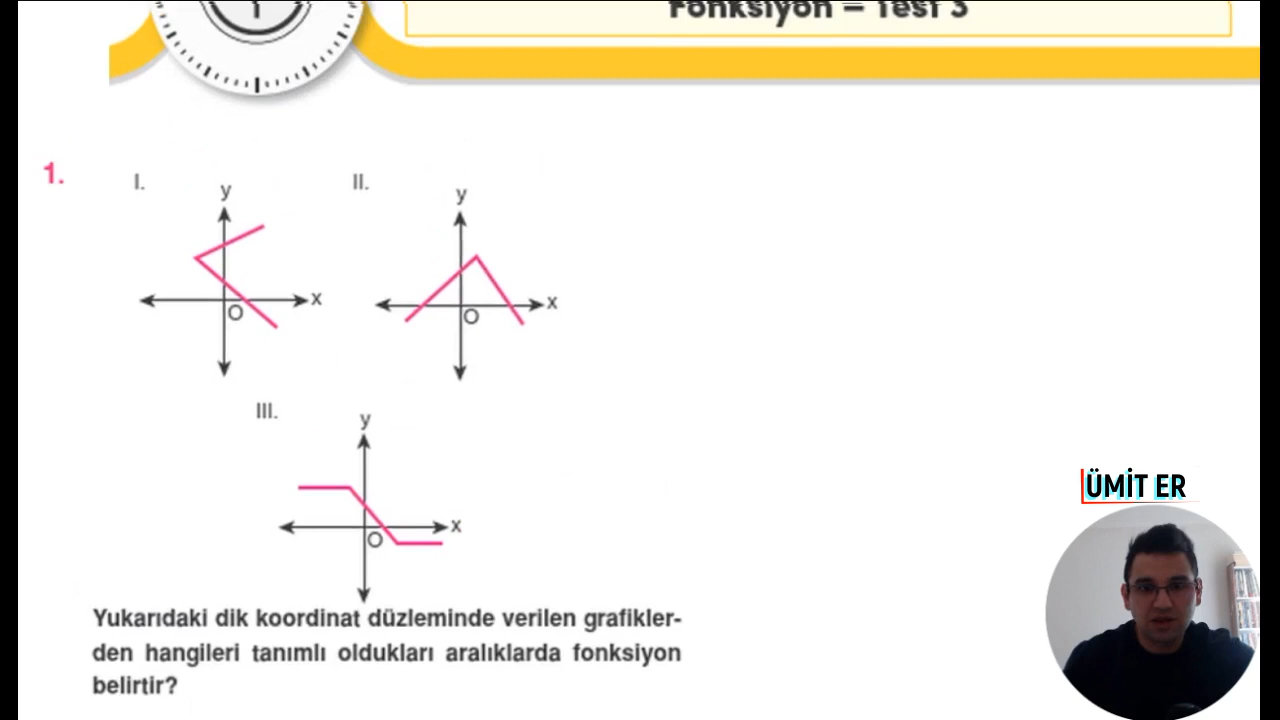 Fonksiyon – Test 3
1.
I.
y
x
O
II.
y
x
O
III.
y
x
O
ÜMİT ER
Yukarıdaki dik koordinat düzleminde verilen grafikler-
den hangileri tanımlı oldukları aralıklarda fonksiyon
belirtir?